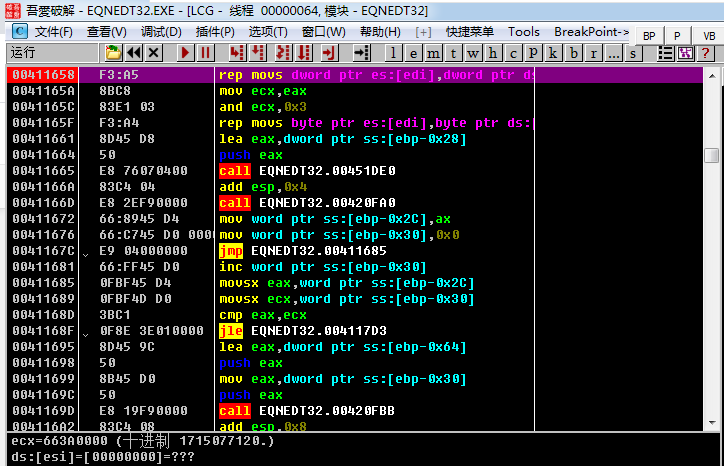 吾愛破解 - EQNEDT32.EXE - [LCG - 线程 00000064, 模块 - EQNEDT32]
C 文件(F) 查看(V) 调试(D) 插件(P) 选项(T) 窗口(W) 帮助(H) [+] 快捷菜单 Tools BreakPoint-> BP P VB
运行 l e m t w h c p k b r ... s ?
00411658 F3:A5 rep movs dword ptr es:[edi],dword ptr ds
0041165A 8BC8 mov ecx,eax
0041165C 83E1 03 and ecx,0x3
0041165F F3:A4 rep movs byte ptr es:[edi],byte ptr ds:[
00411661 8D45 D8 lea eax,dword ptr ss:[ebp-0x28]
00411664 50 push eax
00411665 E8 76070400 call EQNEDT32.00451DE0
0041166A 83C4 04 add esp,0x4
0041166D E8 2EF90000 call EQNEDT32.00420FA0
00411672 66:8945 D4 mov word ptr ss:[ebp-0x2C],ax
00411676 66:C745 D0 000 mov word ptr ss:[ebp-0x30],0x0
0041167C E9 04000000 jmp EQNEDT32.00411685
00411681 66:FF45 D0 inc word ptr ss:[ebp-0x30]
00411685 0FBF45 D4 movsx eax,word ptr ss:[ebp-0x2C]
00411689 0FBF4D D0 movsx ecx,word ptr ss:[ebp-0x30]
0041168D 3BC1 cmp eax,ecx
0041168F 0F8E 3E010000 jle EQNEDT32.004117D3
00411695 8D45 9C lea eax,dword ptr ss:[ebp-0x64]
00411698 50 push eax
00411699 8B45 D0 mov eax,dword ptr ss:[ebp-0x30]
0041169C 50 push eax
0041169D E8 19F90000 call EQNEDT32.00420FBB
004116A2 83C4 08 add esp,0x8
ecx=663A0000 (十进制 1715077120.)
ds:[esi]=[00000000]=???